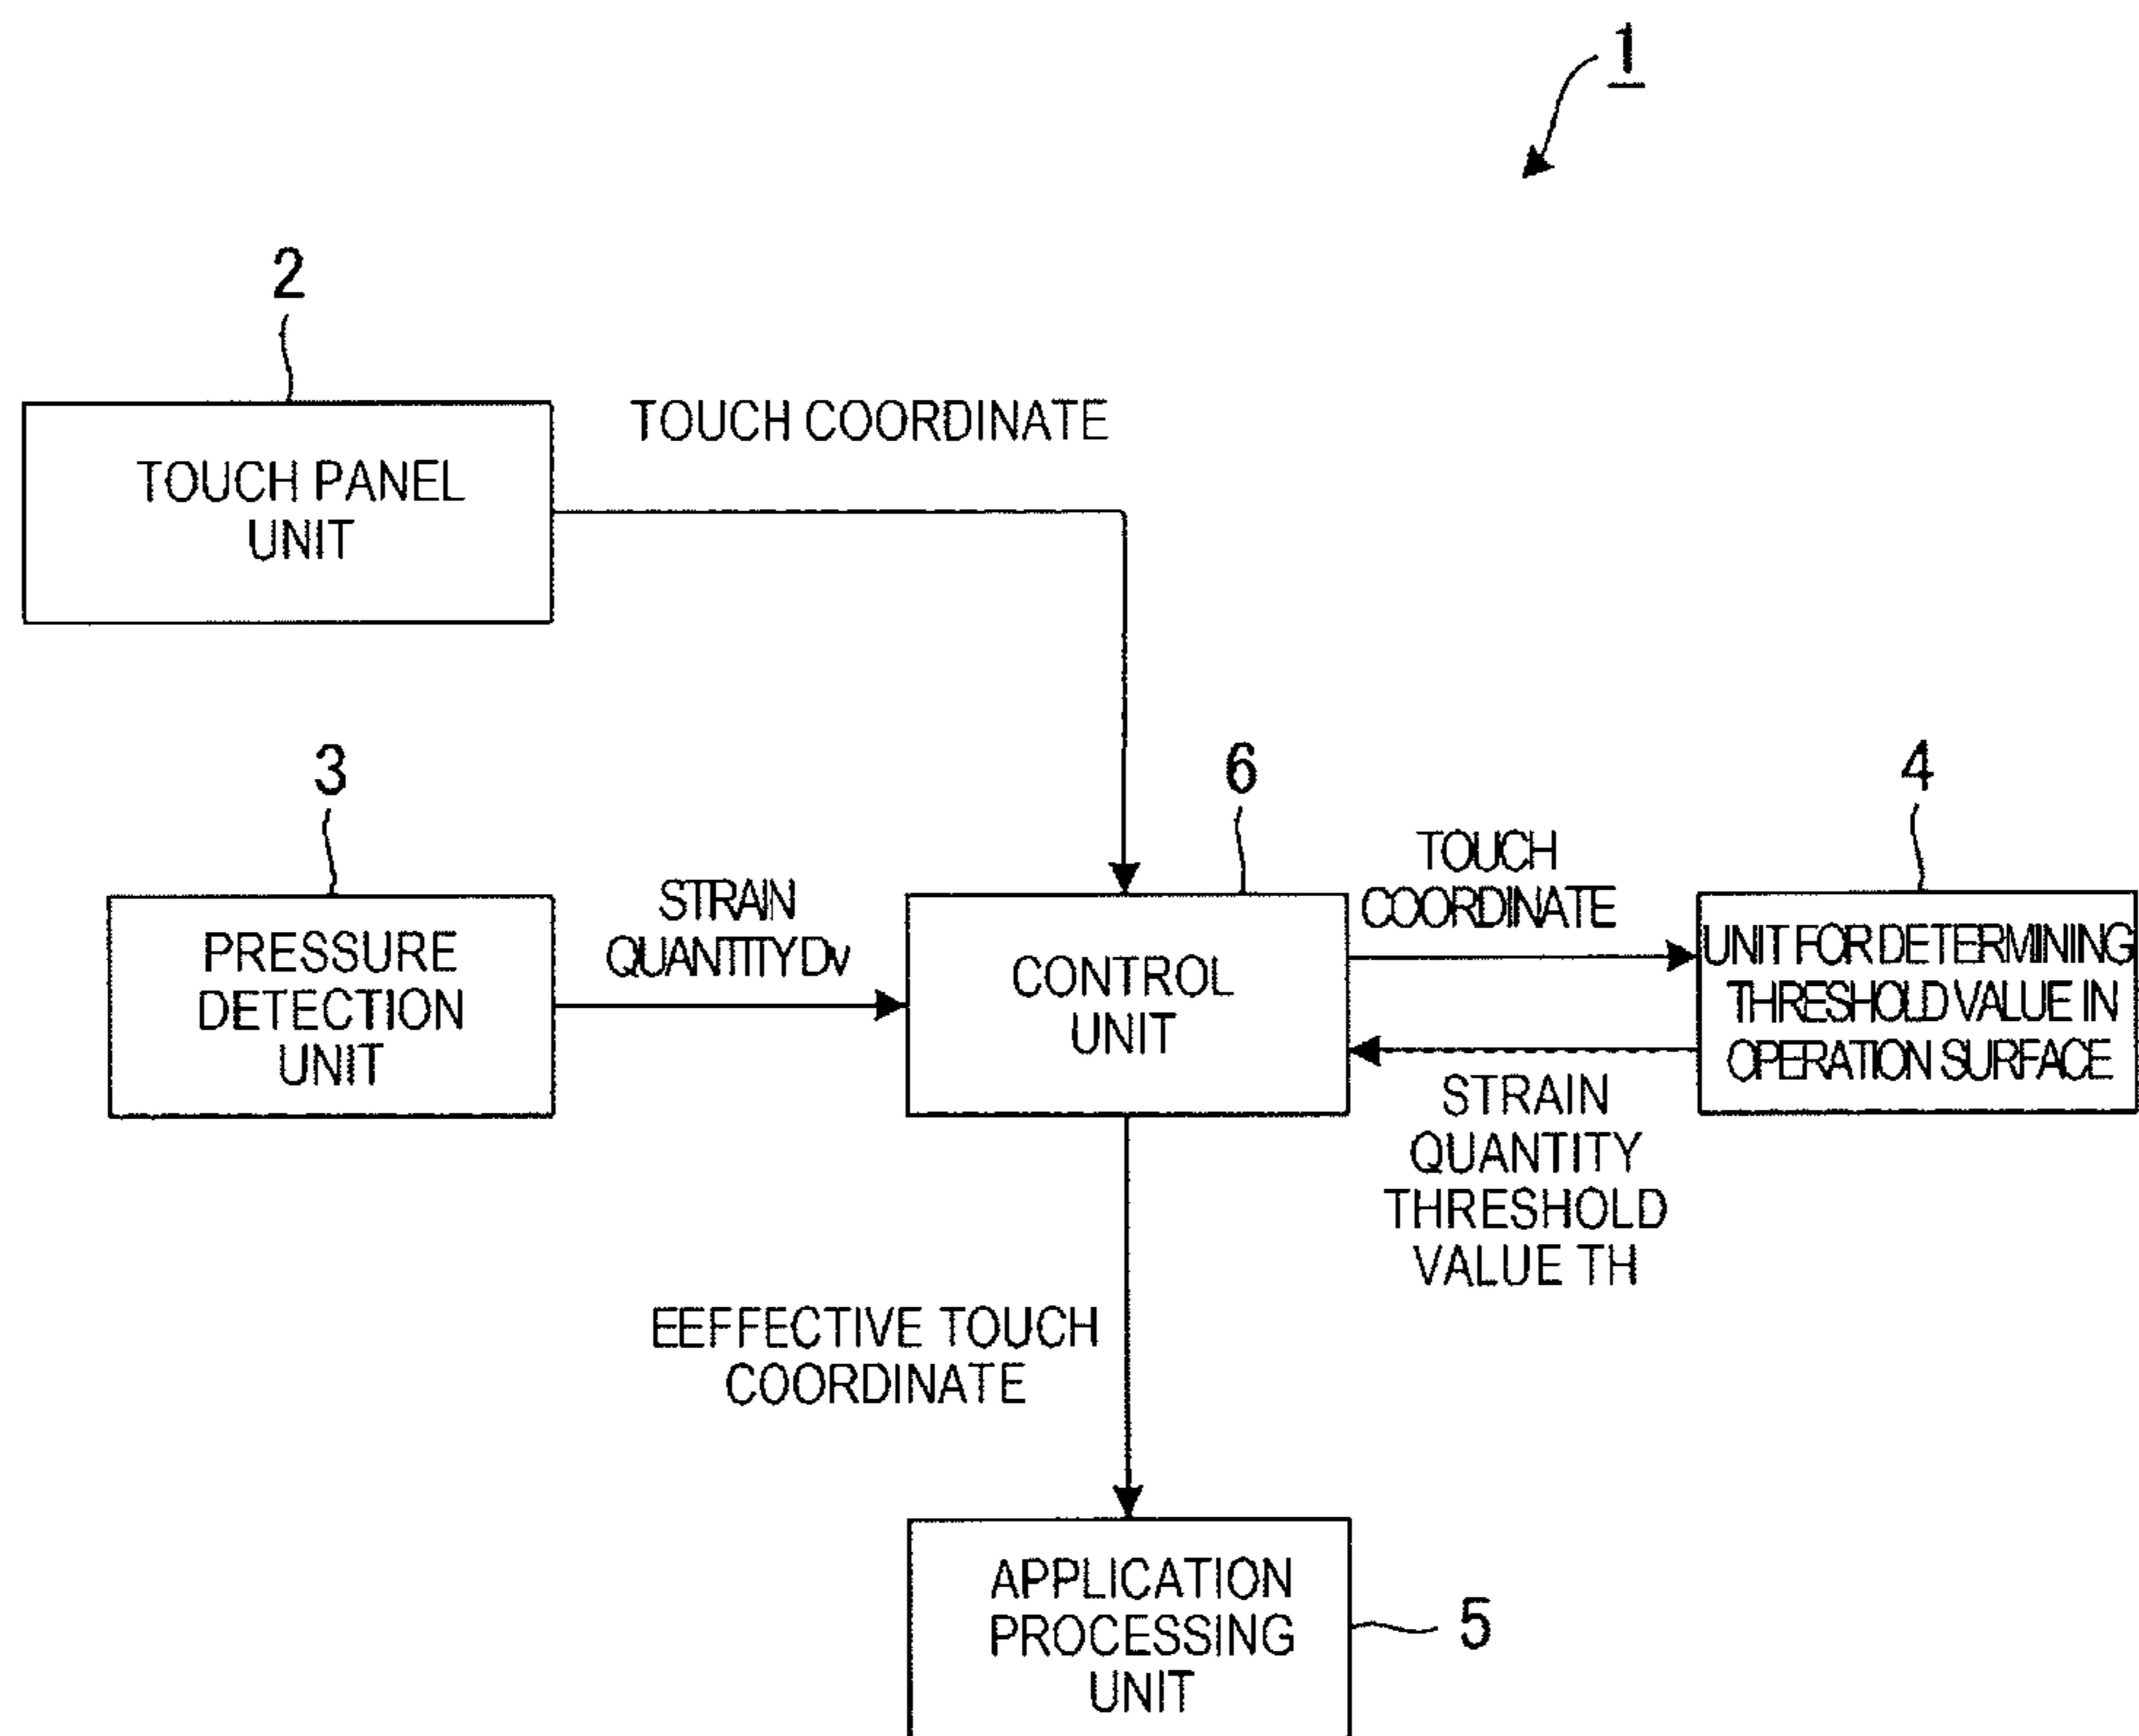 1
2
TOUCH PANEL
UNIT
TOUCH COORDINATE
3
PRESSURE
DETECTION
UNIT
STRAIN
QUANTITY Dv
6
CONTROL
UNIT
TOUCH
COORDINATE
4
UNIT FOR DETERMINING
THRESHOLD VALUE IN
OPERATION SURFACE
STRAIN
QUANTITY
THRESHOLD
VALUE TH
EEFFECTIVE TOUCH
COORDINATE
APPLICATION
PROCESSING
UNIT
5